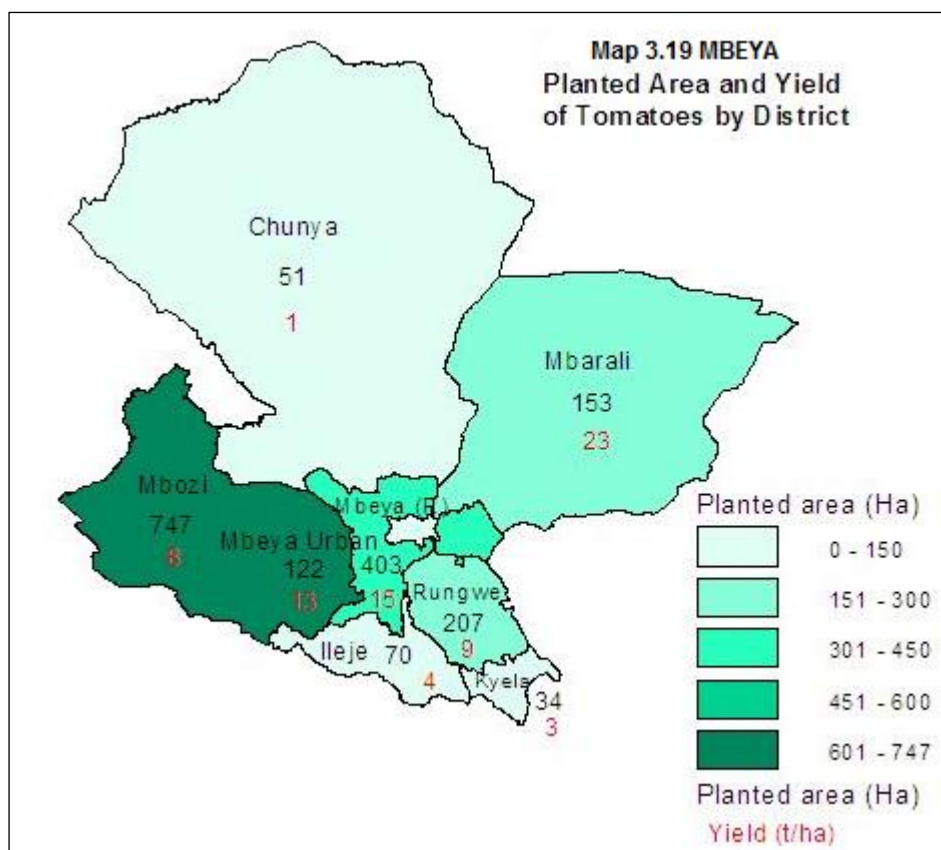 Map 3.19 MBEYA
Planted Area and Yield
of Tomatoes by District
Chunya
51
1
Mbarali
153
23
Mbozi
747
8
Mbeya Urban
122
13
Mbeya (R)
403
15
Rungwe
207
9
Ileje
70
4
Kyela
34
3
Planted area (Ha)
0 - 150
151 - 300
301 - 450
451 - 600
601 - 747
Planted area (Ha)
Yield (t/ha)